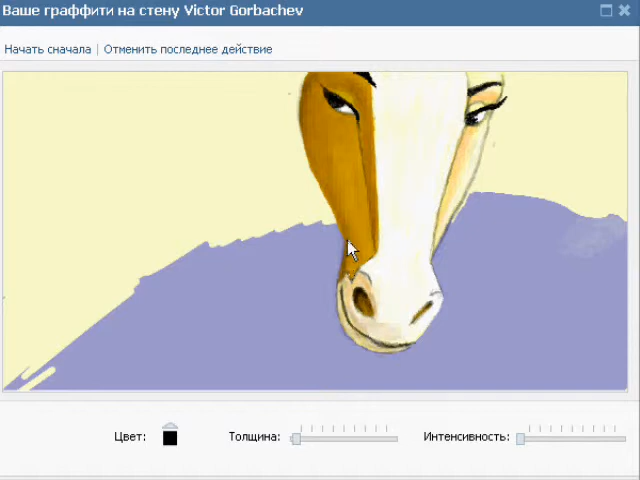 Ваше граффити на стену Victor Gorbachev
Начать сначала | Отменить последнее действие
Цвет: Толщина: Интенсивность: